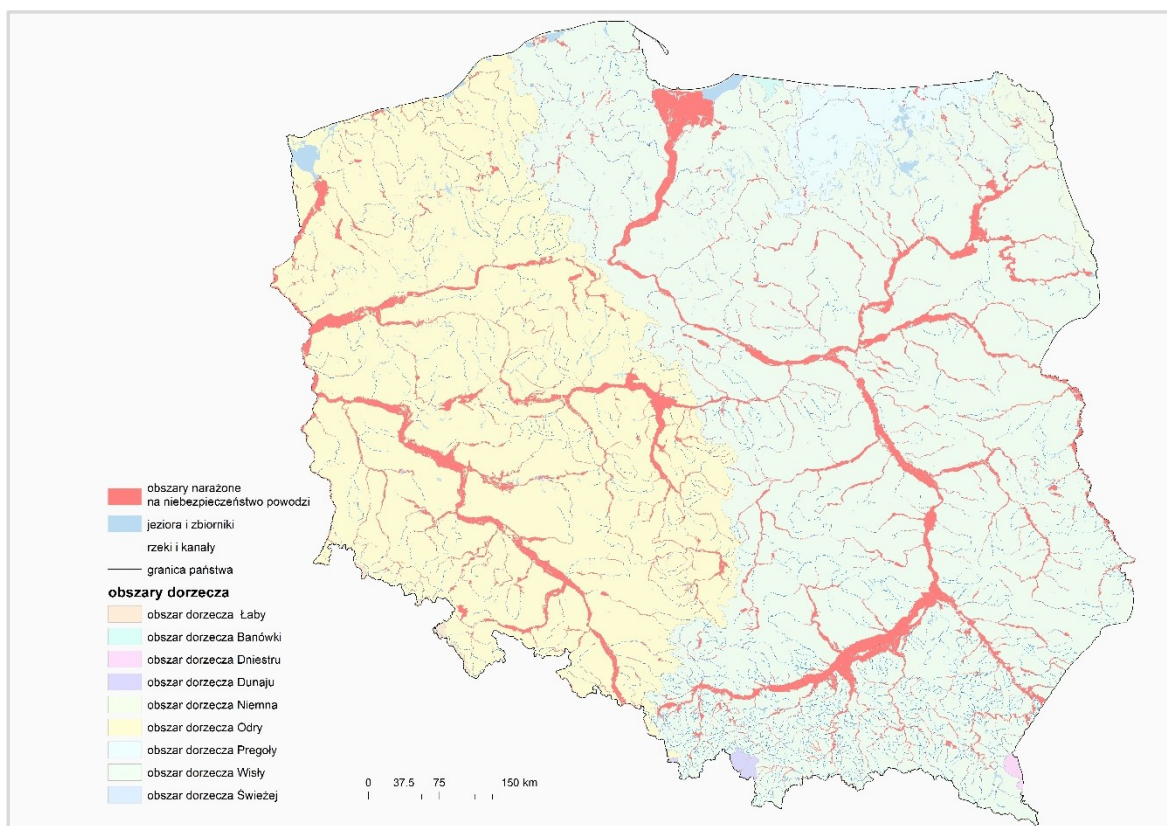 obszary narażone
na niebezpieczeństwo powodzi
jeziora i zbiorniki
rzeki i kanały
granica państwa
obszary dorzecza
obszar dorzecza Łaby
obszar dorzecza Banówki
obszar dorzecza Dniestru
obszar dorzecza Dunaju
obszar dorzecza Niemna
obszar dorzecza Odry
obszar dorzecza Pregoły
obszar dorzecza Wisły
obszar dorzecza Świeżej
0 37.5 75 150 km